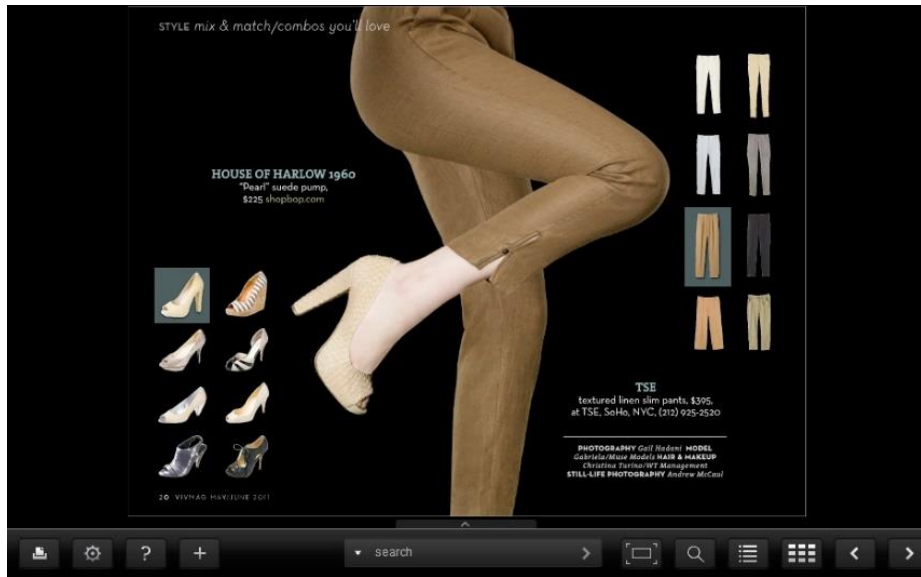 STYLE mix & match/combos you'll love
HOUSE OF HARLOW 1960
"Pearl" suede pump,
$225 shopbop.com
TSE
textured linen slim pants, $395,
at TSE, SoHo, NYC, (212) 925-2520
PHOTOGRAPHY Gail Hadani MODEL
Gabriela/Muse Models HAIR & MAKEUP
Christina Turino/WT Management
STILL-LIFE PHOTOGRAPHY Andrew McCaul
20 VIVMAG MAY/JUNE 2011
? + search